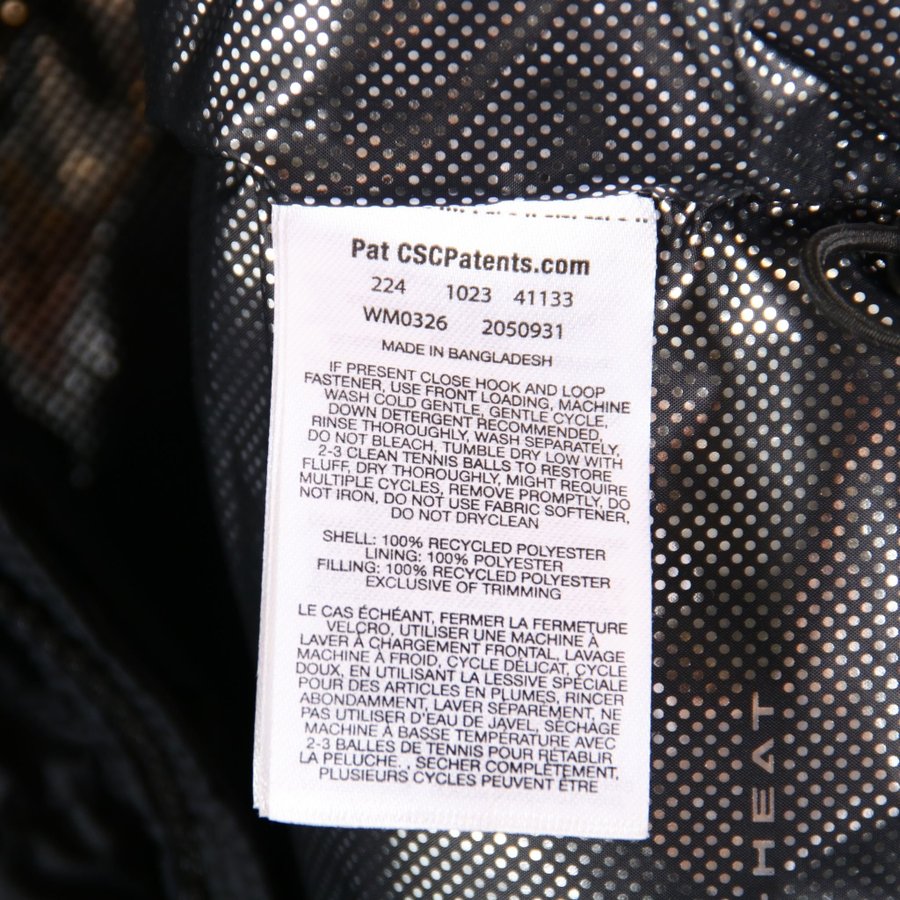 Pat CSCPatents.com
224 1023 41133
WM0326 2050931
MADE IN BANGLADESH
IF PRESENT CLOSE HOOK AND LOOP
FASTENER, USE FRONT LOADING, MACHINE
WASH COLD GENTLE, GENTLE CYCLE,
DOWN DETERGENT RECOMMENDED,
RINSE THOROUGHLY, WASH SEPARATELY,
DO NOT BLEACH, TUMBLE DRY LOW WITH
2-3 CLEAN TENNIS BALLS TO RESTORE
FLUFF, DRY THOROUGHLY, MIGHT REQUIRE
MULTIPLE CYCLES, REMOVE PROMPTLY, DO
NOT IRON, DO NOT USE FABRIC SOFTENER,
DO NOT DRYCLEAN
SHELL: 100% RECYCLED POLYESTER
LINING: 100% POLYESTER
FILLING: 100% RECYCLED POLYESTER
EXCLUSIVE OF TRIMMING
LE CAS ÉCHÉANT, FERMER LA FERMETURE
VELCRO, UTILISER UNE MACHINE À
LAVER À CHARGEMENT FRONTAL, LAVAGE
MACHINE À FROID, CYCLE DÉLICAT, CYCLE
DOUX, EN UTILISANT LA LESSIVE SPÉCIALE
POUR DES ARTICLES EN PLUMES, RINCER
ABONDAMMENT, LAVER SÉPAREMENT, NE
PAS UTILISER D'EAU DE JAVEL, SÉCHAGE
MACHINE À BASSE TEMPÉRATURE AVEC
2-3 BALLES DE TENNIS POUR RÉTABLIR
LA PELUCHE. , SÉCHER COMPLÈTEMENT,
PLUSIEURS CYCLES PEUVENT ÊTRE
HEAT